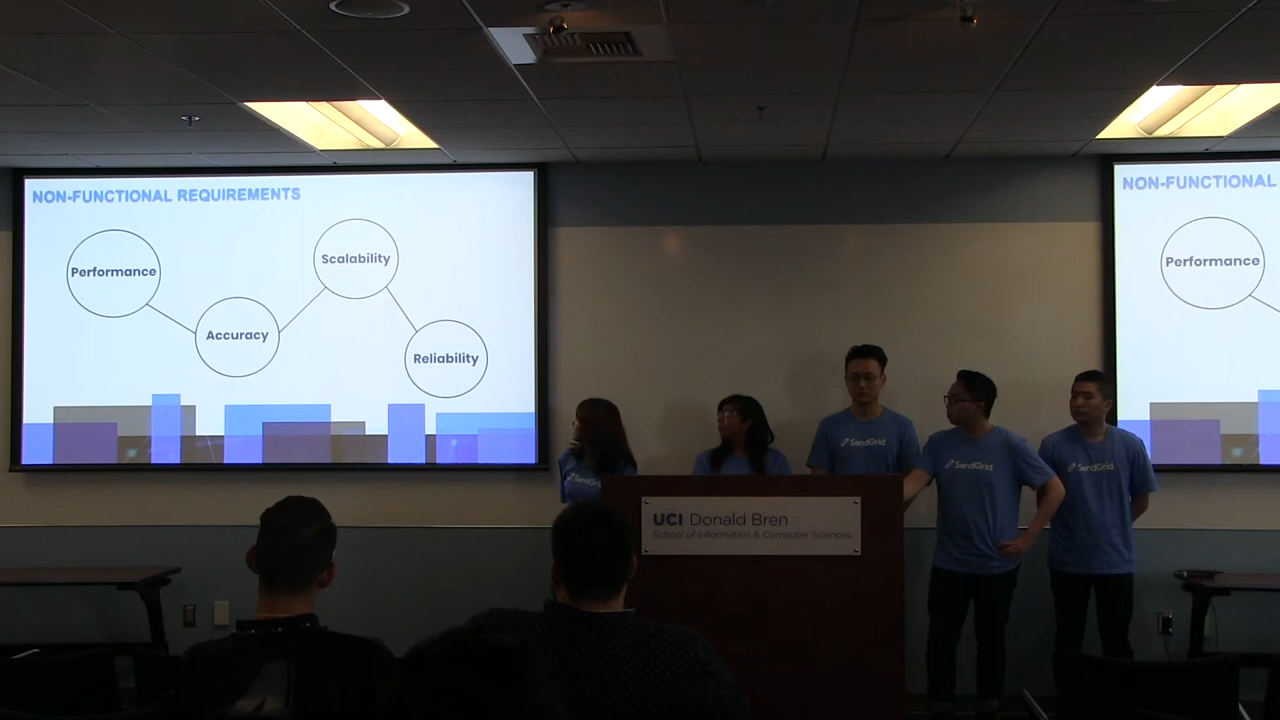 NON-FUNCTIONAL REQUIREMENTS
Performance
Accuracy
Scalability
Reliability
NON-FUNCTIONAL
Performance
SendGrid
SendGrid
SendGrid
UCI Donald Bren
School of Information & Computer Sciences